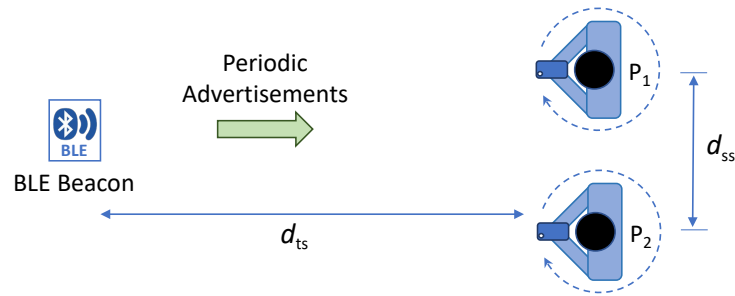 Periodic
Advertisements
P1
BLE
BLE Beacon
dss
dts
P2